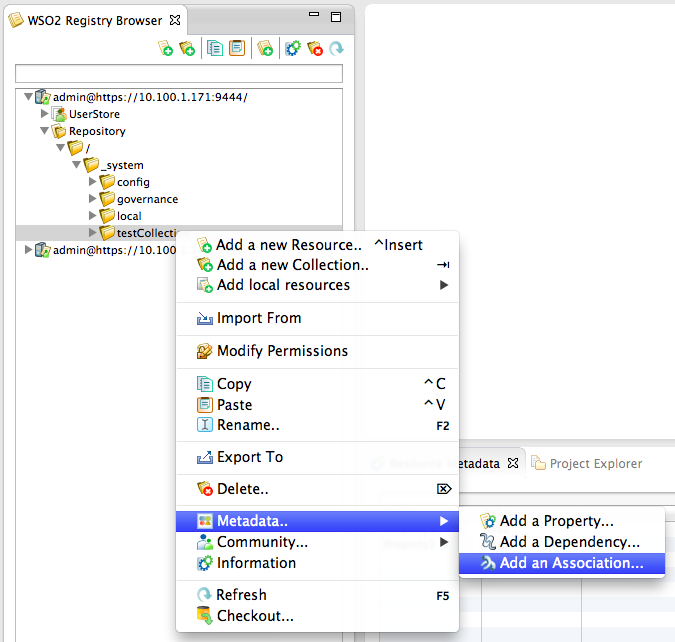 WSO2 Registry Browser
admin@https://10.100.1.171:9444/
UserStore
Repository
/
_system
config
governance
local
testCollecti
admin@https://10.100
Add a new Resource.. ^Insert
Add a new Collection..
Add local resources
Import From
Modify Permissions
Copy ^C
Paste ^V
Rename.. F2
Export To
Delete..
Metadata..
Community...
Information
Refresh F5
Checkout...
Resource Metadata
Project Explorer
Add a Property...
Add a Dependency...
Add an Association...